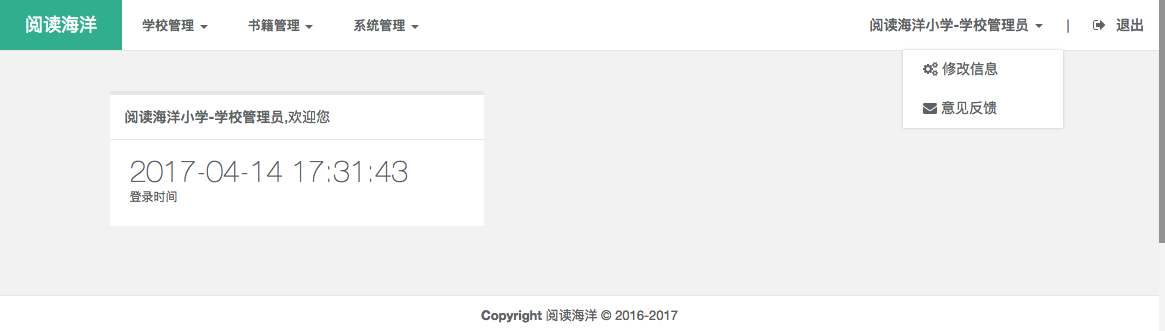 阅读海洋 学校管理 书籍管理 系统管理 阅读海洋小学-学校管理员 | 退出
修改信息
意见反馈
阅读海洋小学-学校管理员,欢迎您
2017-04-14 17:31:43
登录时间
Copyright 阅读海洋 © 2016-2017